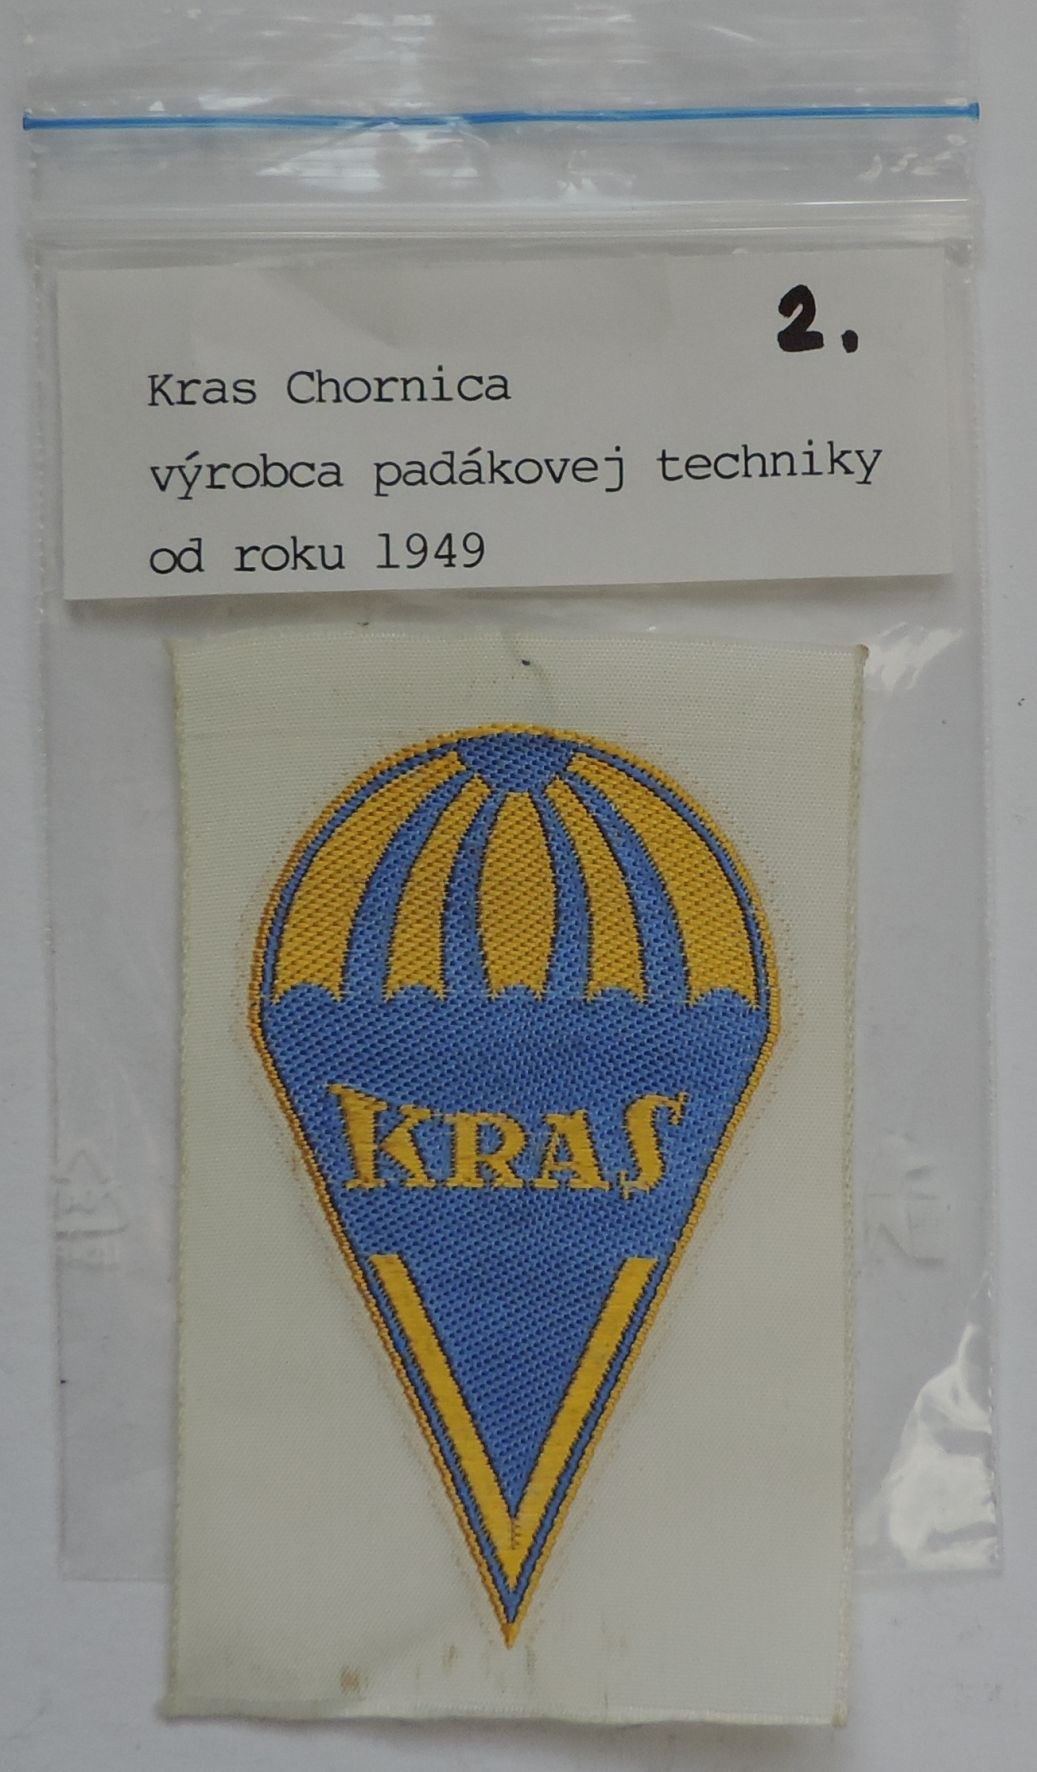 2.
Kras Chornica
výrobca padákovej techniky
od roku 1949
KRAS